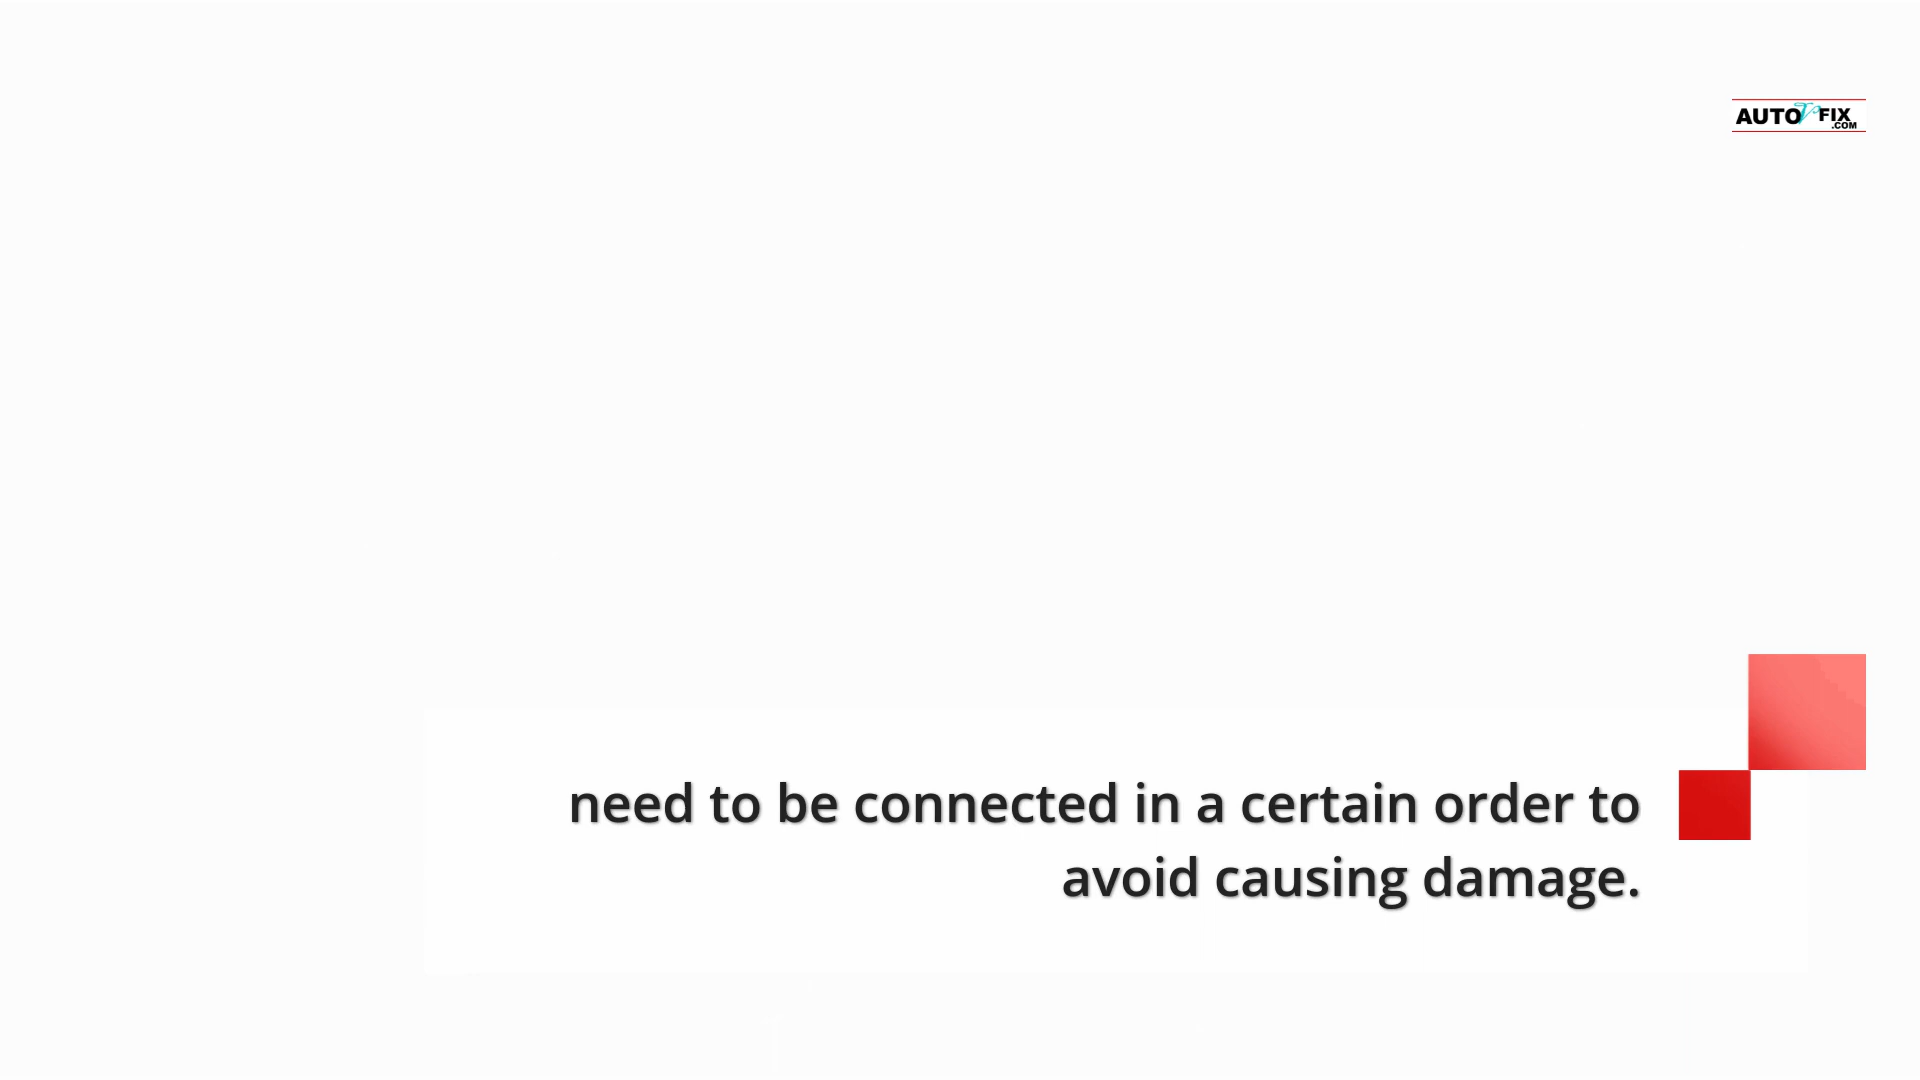 AUTO FIX
.COM
need to be connected in a certain order to
avoid causing damage.